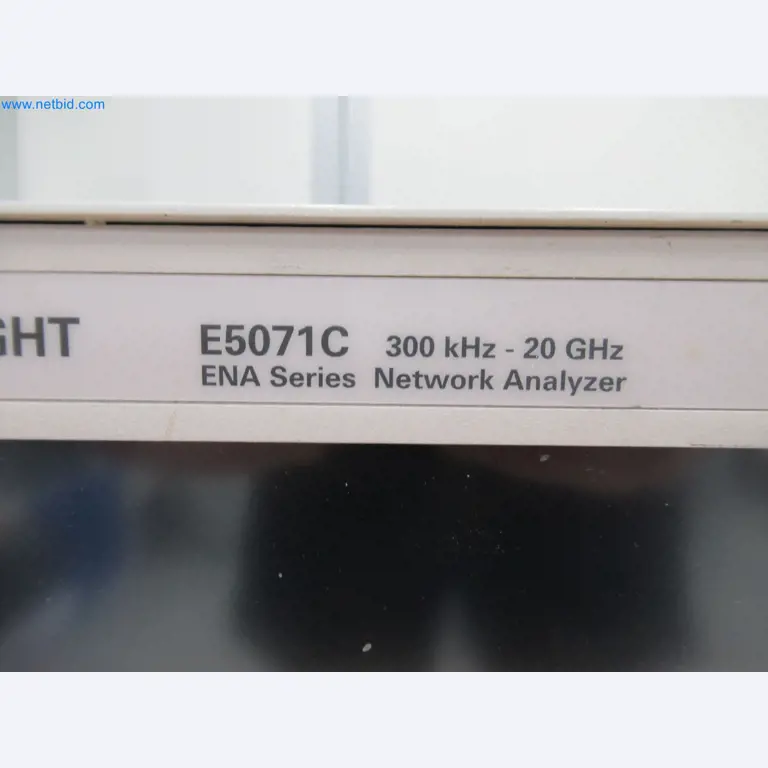 www.netbid.com
GHT
E5071C 300 kHz - 20 GHz
ENA Series Network Analyzer